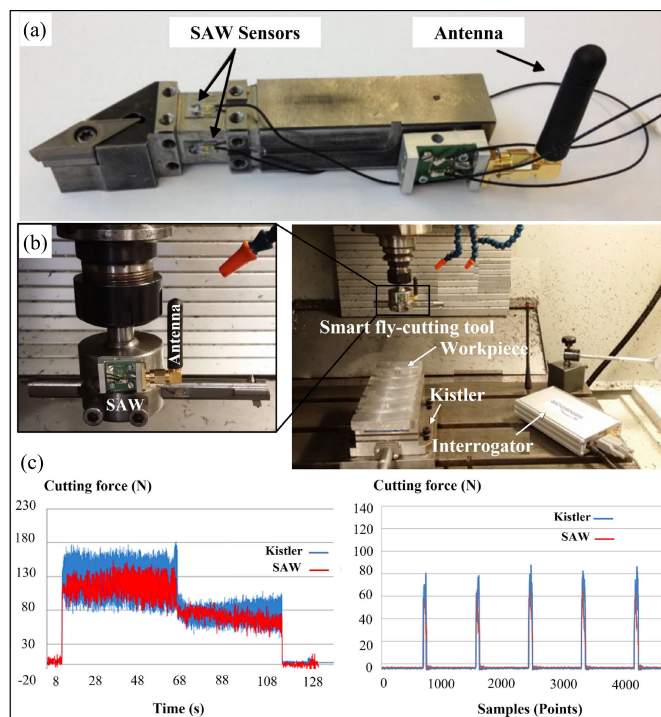 (a)
SAW Sensors
Antenna
(b)
Antenna
SAW
Smart fly-cutting tool
Workpiece
Kistler
Interrogator
(c)
Cutting force (N)
230
180
130
80
30
-20
Kistler
SAW
8 28 48 68 88 108 128
Time (s)
Cutting force (N)
140
120
100
80
60
40
20
0
Kistler
SAW
0 1000 2000 3000 4000
Samples (Points)